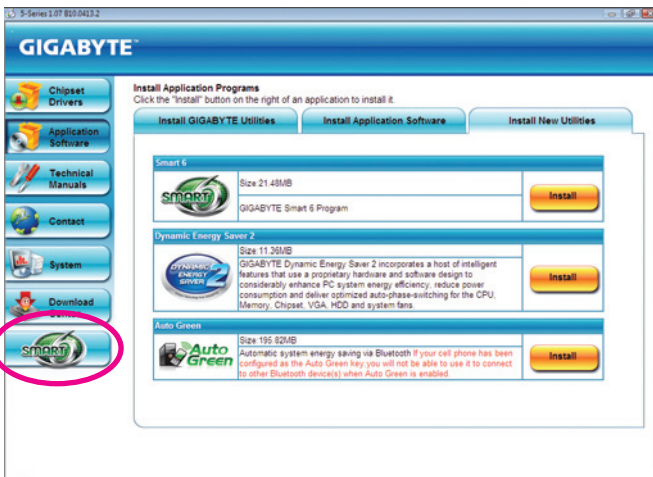 5-Series 1.07 B10.0413.2
GIGABYTE™
Chipset
Drivers
Application
Software
Technical
Manuals
Contact
System
Download
SMART 6
Install Application Programs
Click the "Install" button on the right of an application to install it.
Install GIGABYTE Utilities
Install Application Software
Install New Utilities
Smart 6
SMART 6
Size:21.48MB
GIGABYTE Smart 6 Program
Install
Dynamic Energy Saver 2
DYNAMIC
ENERGY
SAVER
2
Size:11.36MB
GIGABYTE Dynamic Energy Saver 2 incorporates a host of intelligent
features that use a proprietary hardware and software design to
considerably enhance PC system energy efficiency, reduce power
consumption and deliver optimized auto-phase-switching for the CPU,
Memory, Chipset, VGA, HDD and system fans.
Install
Auto Green
Auto
Green
Size:195.82MB
Automatic system energy saving via Bluetooth If your cell phone has been
configured as the Auto Green key,you will not be able to use it to connect
to other Bluetooth device(s) when Auto Green is enabled.
Install